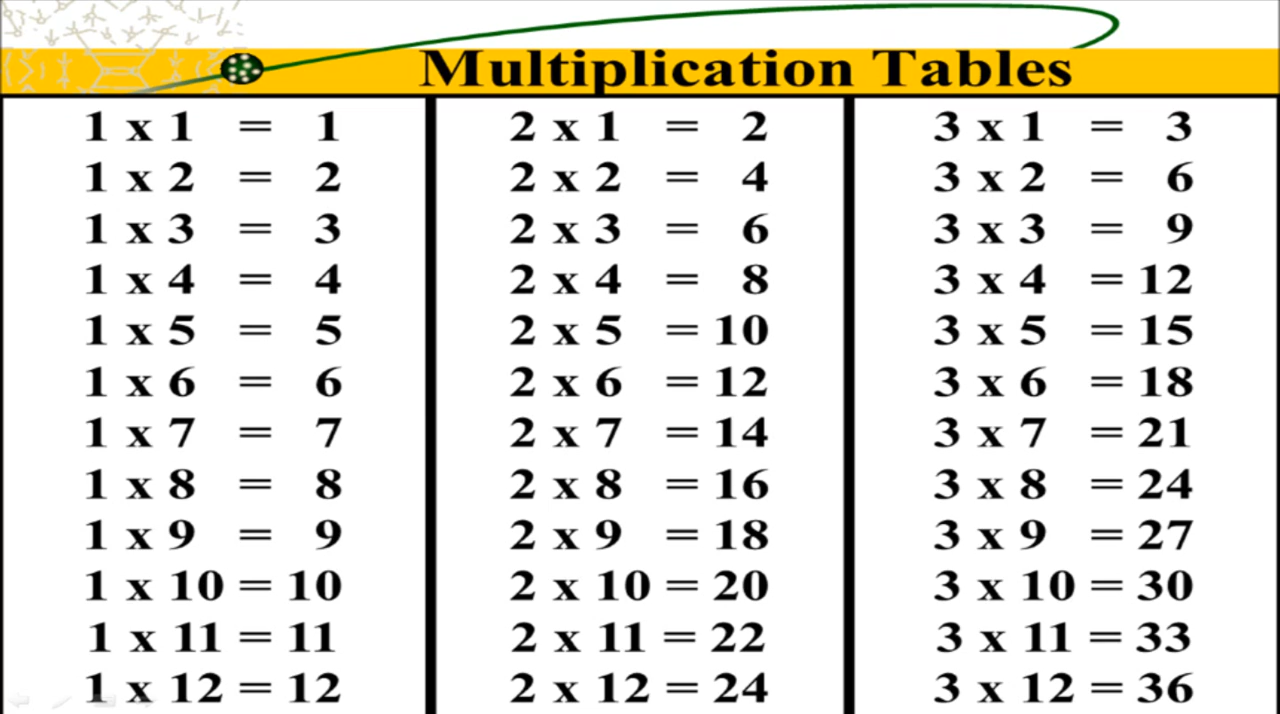 Multiplication Tables
1 x 1 = 1
1 x 2 = 2
1 x 3 = 3
1 x 4 = 4
1 x 5 = 5
1 x 6 = 6
1 x 7 = 7
1 x 8 = 8
1 x 9 = 9
1 x 10 = 10
1 x 11 = 11
1 x 12 = 12
2 x 1 = 2
2 x 2 = 4
2 x 3 = 6
2 x 4 = 8
2 x 5 = 10
2 x 6 = 12
2 x 7 = 14
2 x 8 = 16
2 x 9 = 18
2 x 10 = 20
2 x 11 = 22
2 x 12 = 24
3 x 1 = 3
3 x 2 = 6
3 x 3 = 9
3 x 4 = 12
3 x 5 = 15
3 x 6 = 18
3 x 7 = 21
3 x 8 = 24
3 x 9 = 27
3 x 10 = 30
3 x 11 = 33
3 x 12 = 36